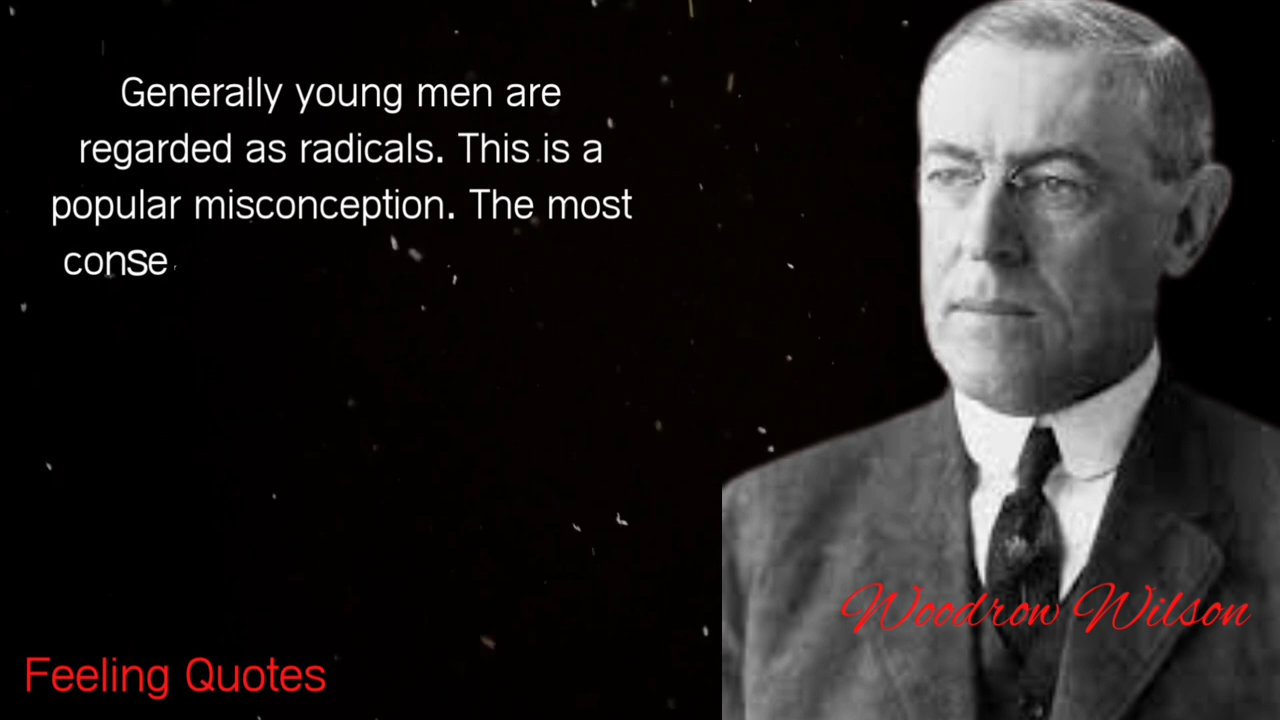 Generally young men are
regarded as radicals. This is a
popular misconception. The most
conse
Woodrow Wilson
Feeling Quotes